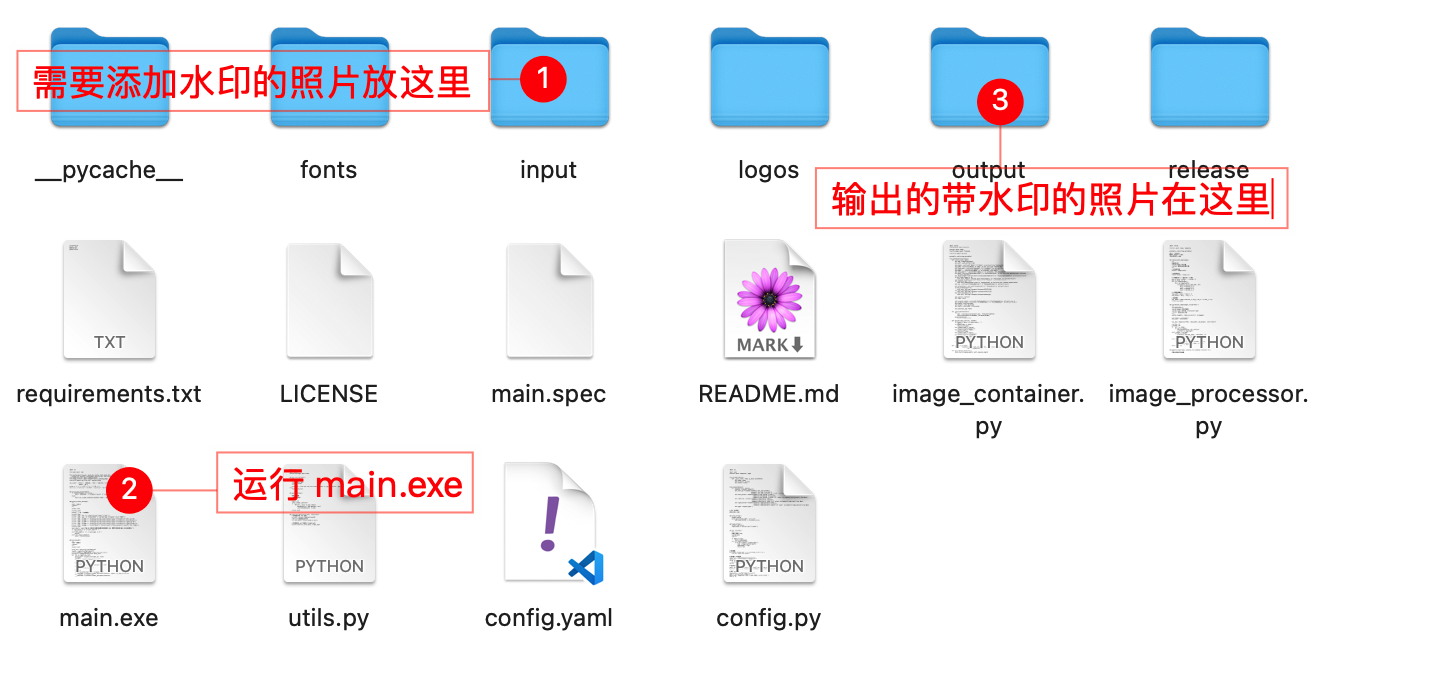 需要添加水印的照片放这里
1
3
__pycache__
fonts
input
logos
output
release
输出的带水印的照片在这里
TXT
MARK
PYTHON
PYTHON
requirements.txt
LICENSE
main.spec
README.md
image_container.
py
image_processor.
py
2
运行 main.exe
PYTHON
PYTHON
PYTHON
main.exe
utils.py
config.yaml
config.py